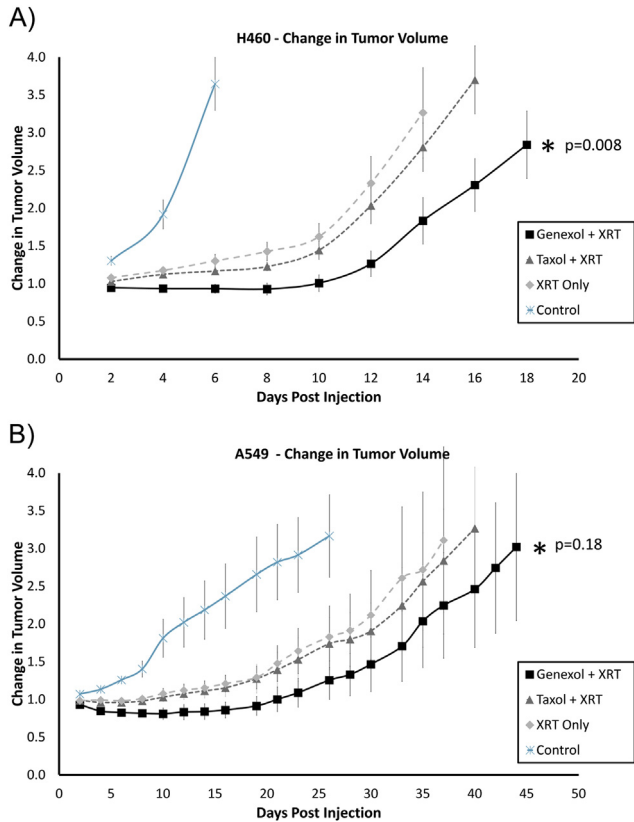 A)
H460 - Change in Tumor Volume
4.0
3.5
3.0
2.5
2.0
1.5
1.0
0.5
0.0
Change in Tumor Volume
* p=0.008
Genexol + XRT
Taxol + XRT
XRT Only
Control
0 2 4 6 8 10 12 14 16 18 20
Days Post Injection
B)
A549 - Change in Tumor Volume
4.0
3.5
3.0
2.5
2.0
1.5
1.0
0.5
0.0
Change in Tumor Volume
* p=0.18
Genexol + XRT
Taxol + XRT
XRT Only
Control
0 5 10 15 20 25 30 35 40 45 50
Days Post Injection